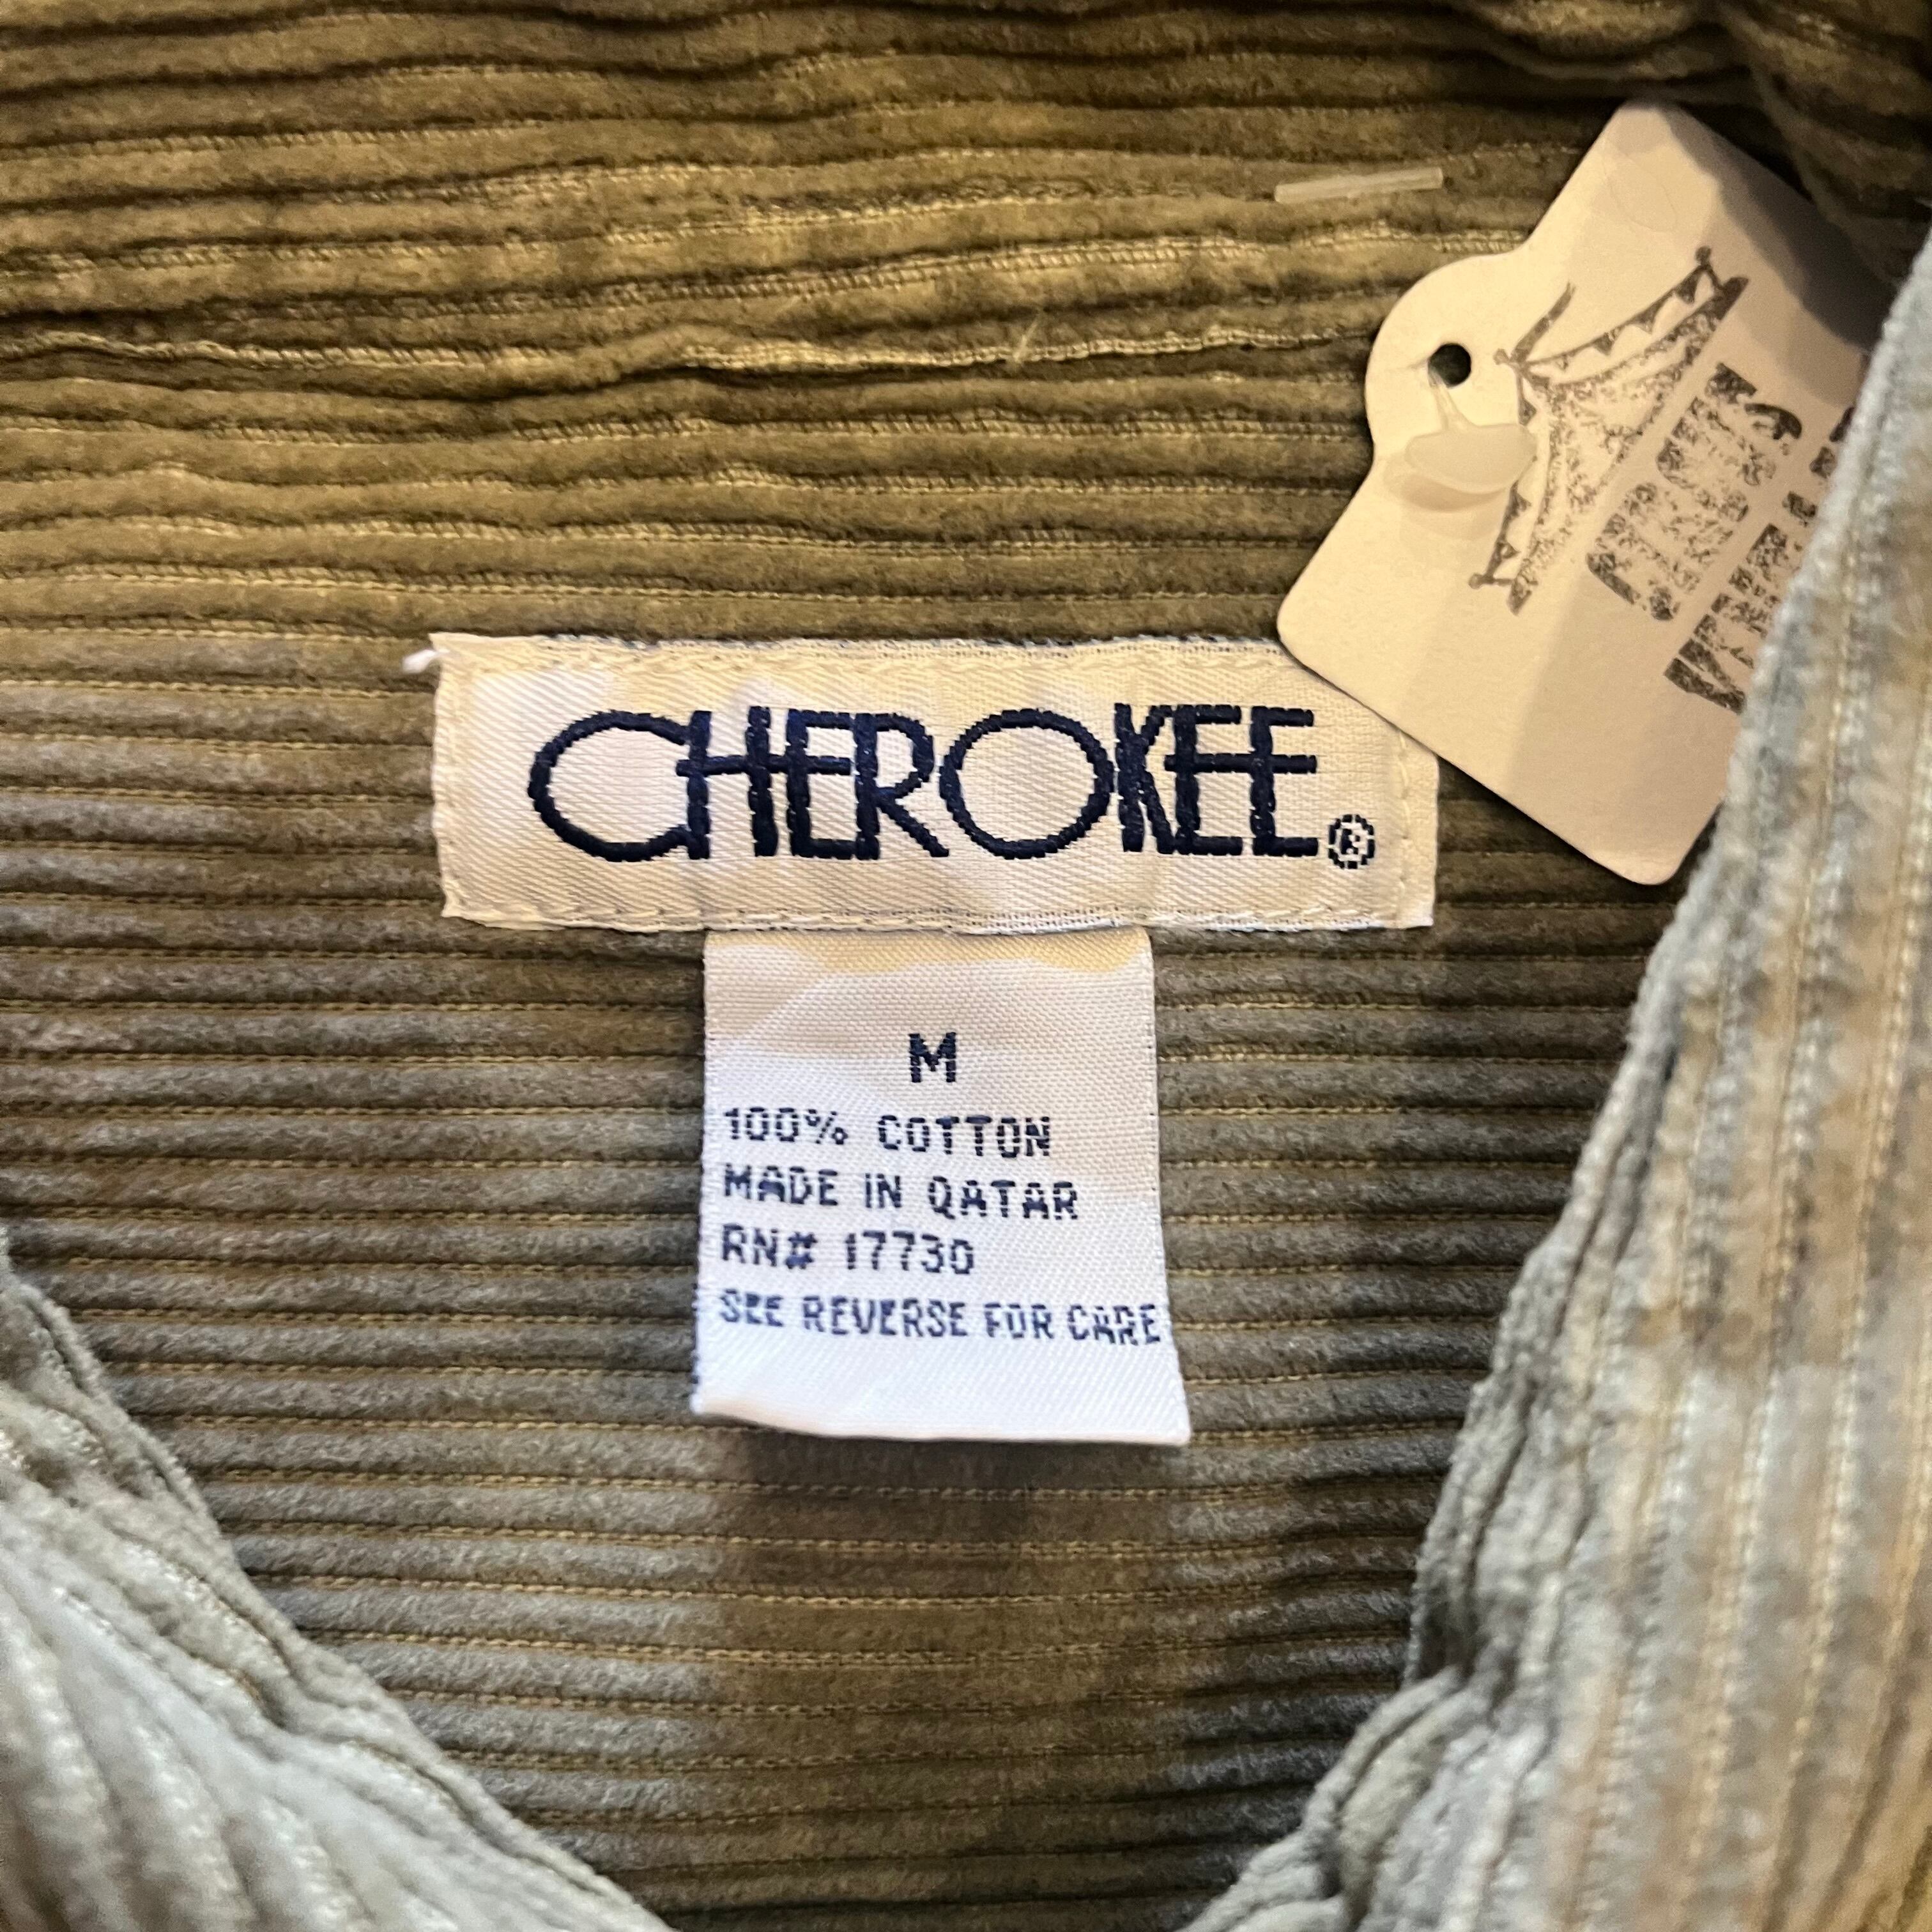 CHEROKEE®
M
100% COTTON
MADE IN QATAR
RN# 17730
SEE REVERSE FOR CARE